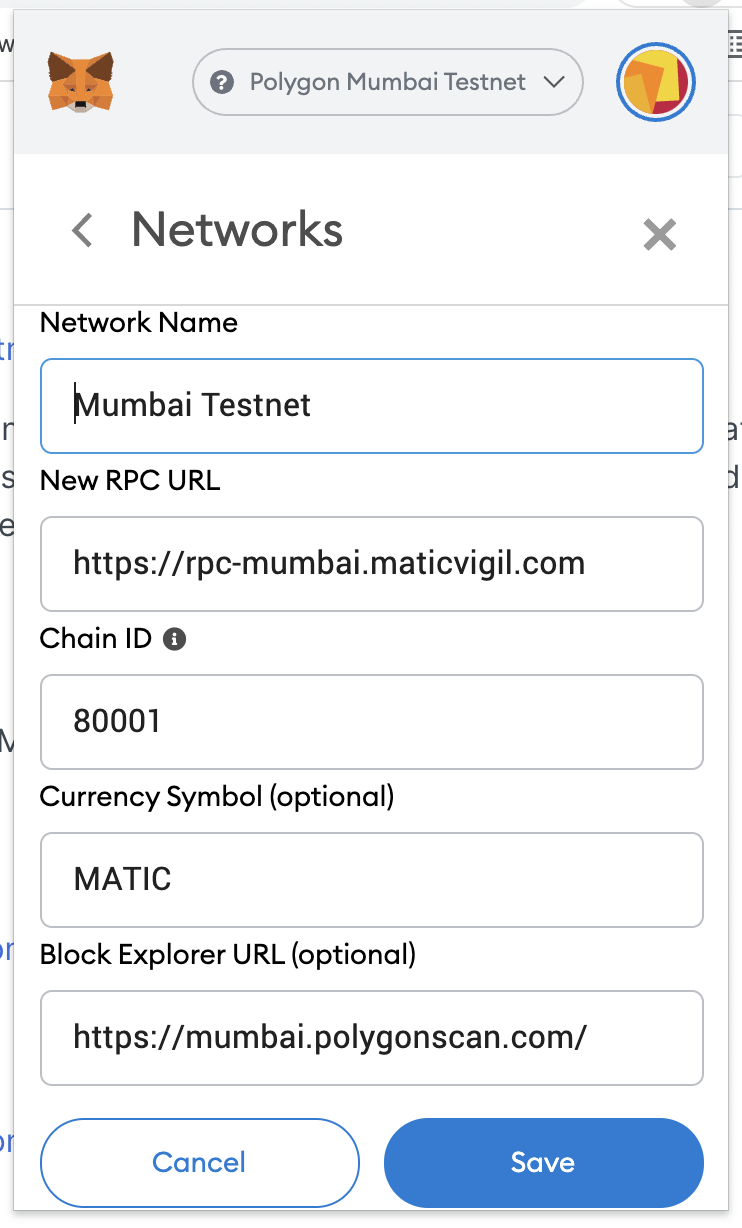 Polygon Mumbai Testnet
Networks
Network Name
Mumbai Testnet
New RPC URL
https://rpc-mumbai.maticvigil.com
Chain ID
80001
Currency Symbol (optional)
MATIC
Block Explorer URL (optional)
https://mumbai.polygonscan.com/
Cancel
Save